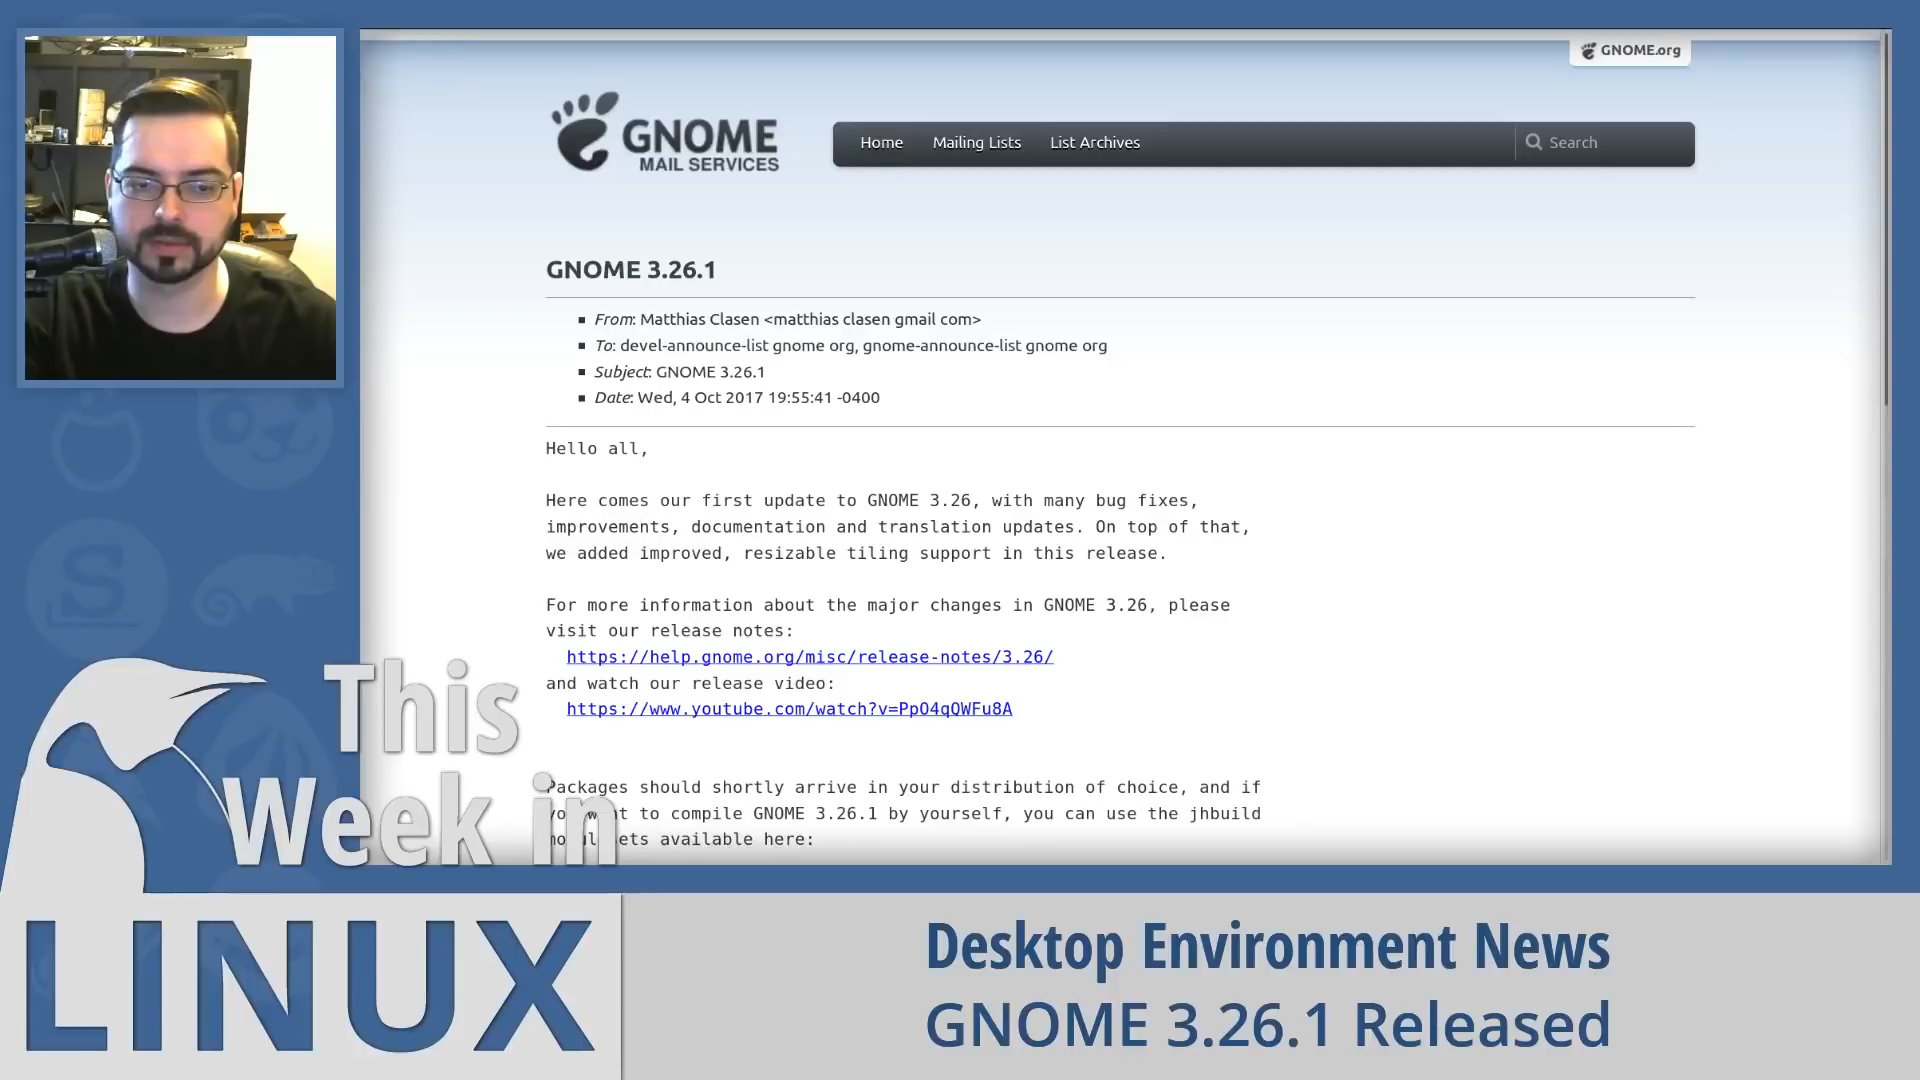 GNOME.org
GNOME
MAIL SERVICES
Home
Mailing Lists
List Archives
Search
GNOME 3.26.1
From: Matthias Clasen <matthias clasen gmail com>
To: devel-announce-list gnome org, gnome-announce-list gnome org
Subject: GNOME 3.26.1
Date: Wed, 4 Oct 2017 19:55:41 -0400
Hello all,
Here comes our first update to GNOME 3.26, with many bug fixes,
improvements, documentation and translation updates. On top of that,
we added improved, resizable tiling support in this release.
For more information about the major changes in GNOME 3.26, please
visit our release notes:
https://help.gnome.org/misc/release-notes/3.26/
and watch our release video:
https://www.youtube.com/watch?v=PpO4qQWFu8A
Packages should shortly arrive in your distribution of choice, and if
to compile GNOME 3.26.1 by yourself, you can use the jhbuild
available here:
This
Week in
LINUX
Desktop Environment News
GNOME 3.26.1 Released